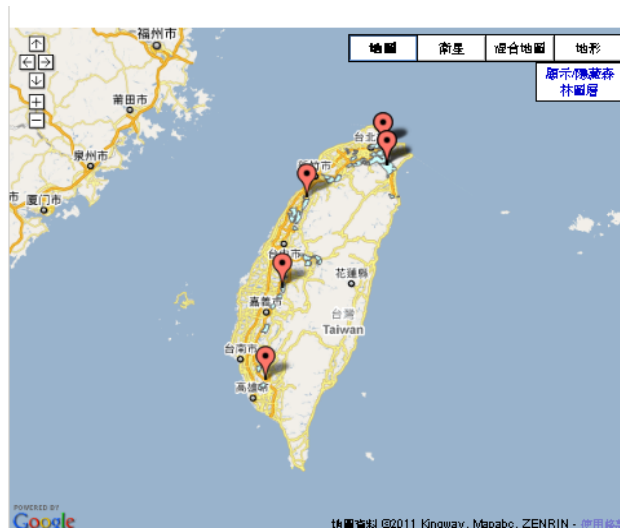 福州市
地圖
衛星
混合地圖
地形
顯示/隱藏森
林圖層
莆田市
台北
泉州市
新竹市
市
厦门市
台中市
花蓮縣
嘉義市
台灣
Taiwan
台南市
高雄市
POWERED BY
Google
地圖資料 ©2011 Kingway, Mapabc, ZENRIN -